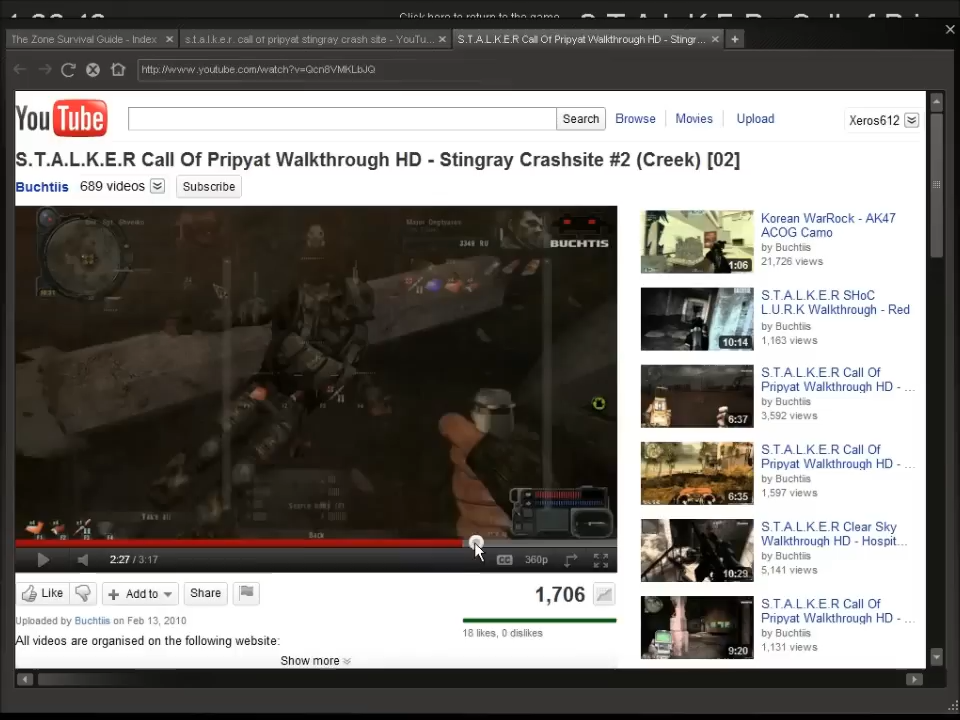 Click here to return to the game
The Zone Survival Guide - Index
s.t.a.l.k.e.r. call of pripyat stingray crash site - YouTu...
S.T.A.L.K.E.R Call Of Pripyat Walkthrough HD - Stingr...
http://www.youtube.com/watch?v=Qcn8VMKLbJQ
YouTube
Search
Browse
Movies
Upload
Xeros612
S.T.A.L.K.E.R Call Of Pripyat Walkthrough HD - Stingray Crashsite #2 (Creek) [02]
Buchtiis 689 videos
Subscribe
3349 RU
BUCHTIS
Take all
Back
2:27 / 3:17
CC
360p
Like
Add to
Share
1,706
Uploaded by Buchtiis on Feb 13, 2010
18 likes, 0 dislikes
All videos are organised on the following website:
Show more
Korean WarRock - AK47
ACOG Camo
by Buchtiis
21,726 views
1:06
S.T.A.L.K.E.R SHoC
L.U.R.K Walkthrough - Red
by Buchtiis
1,163 views
10:14
S.T.A.L.K.E.R Call Of
Pripyat Walkthrough HD - ...
by Buchtiis
3,592 views
6:37
S.T.A.L.K.E.R Call Of
Pripyat Walkthrough HD - ...
by Buchtiis
1,597 views
6:35
S.T.A.L.K.E.R Clear Sky
Walkthrough HD - Hospit...
by Buchtiis
5,141 views
10:29
S.T.A.L.K.E.R Call Of
Pripyat Walkthrough HD - ...
by Buchtiis
1,131 views
9:20